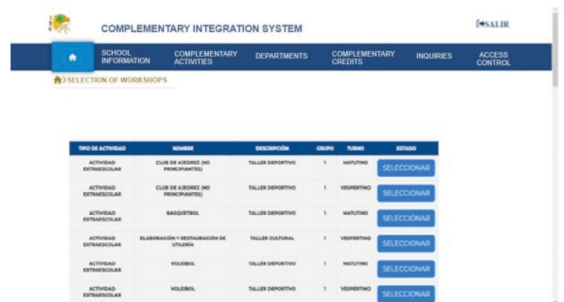 COMPLEMENTARY INTEGRATION SYSTEM
SALIR
SCHOOL INFORMATION
COMPLEMENTARY ACTIVITIES
DEPARTMENTS
COMPLEMENTARY CREDITS
INQUIRIES
ACCESS CONTROL
SELECTION OF WORKSHOPS
TIPO DE ACTIVIDAD NOMBRE DESCRIPCIÓN GRUPO TURNO ESTADO
ACTIVIDAD EXTRAESCOLAR CLUB DE AJEDREZ (NO PRINCIPIANTES) TALLER DEPORTIVO 1 MATUTINO SELECCIONAR
ACTIVIDAD EXTRAESCOLAR CLUB DE AJEDREZ (NO PRINCIPIANTES) TALLER DEPORTIVO 1 VESPERTINO SELECCIONAR
ACTIVIDAD EXTRAESCOLAR BASQUETBOL TALLER DEPORTIVO 1 MATUTINO SELECCIONAR
ACTIVIDAD EXTRAESCOLAR ELABORACIÓN Y RESTAURACIÓN DE UTILERÍA TALLER CULTURAL 1 VESPERTINO SELECCIONAR
ACTIVIDAD EXTRAESCOLAR VOLEIBOL TALLER DEPORTIVO 1 MATUTINO SELECCIONAR
ACTIVIDAD EXTRAESCOLAR VOLEIBOL TALLER DEPORTIVO 1 VESPERTINO SELECCIONAR